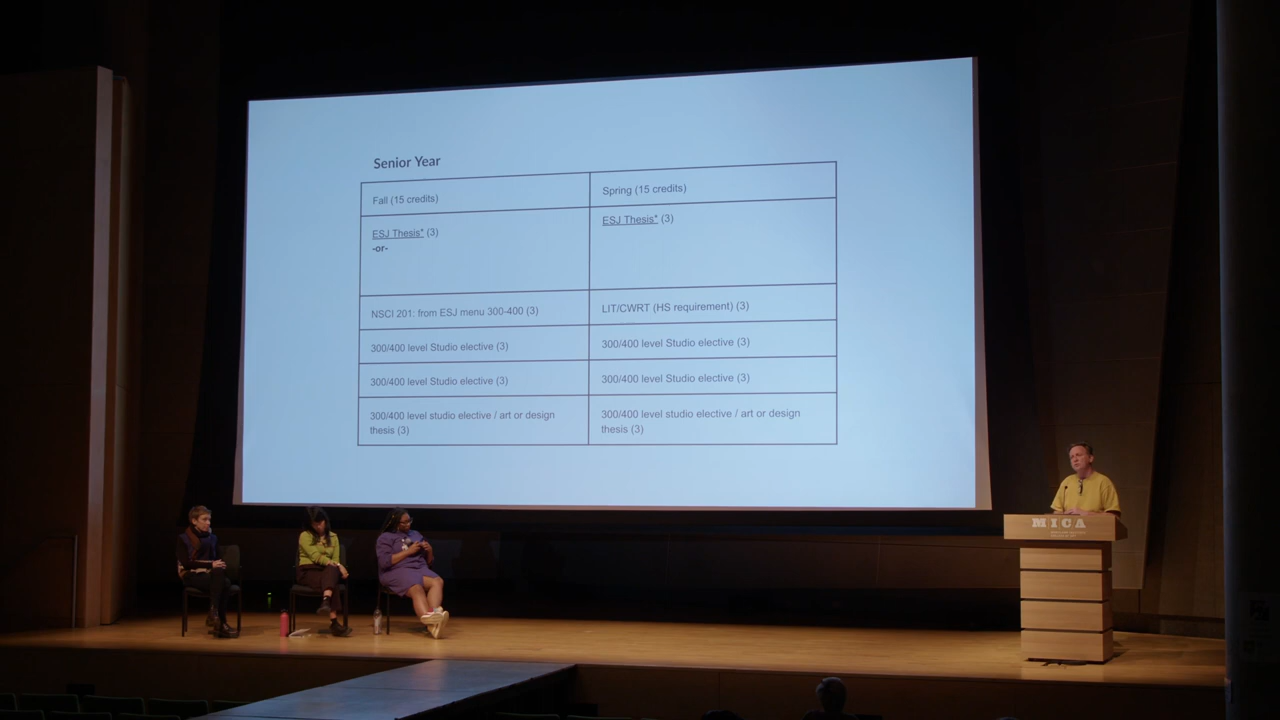 Senior Year
Fall (15 credits)
Spring (15 credits)
ESJ Thesis* (3)
-or-
ESJ Thesis* (3)
NSCI 201: from ESJ menu 300-400 (3)
LIT/CWRT (HS requirement) (3)
300/400 level Studio elective (3)
300/400 level Studio elective (3)
300/400 level Studio elective (3)
300/400 level Studio elective (3)
300/400 level studio elective / art or design
thesis (3)
300/400 level studio elective / art or design
thesis (3)
MICA